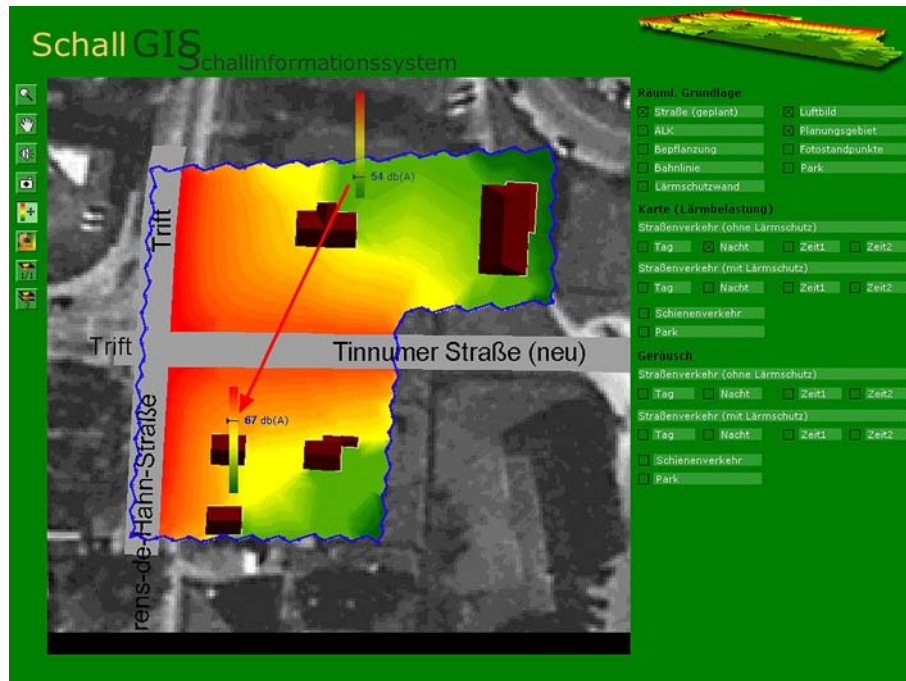 Schall GIS
Schallinformationssystem
54 db(A)
Trift
Trift
Tinnumer Straße (neu)
67 db(A)
rens-de-Hahn-Straße
1/1
Räuml. Grundlage
Straße (geplant)
Luftbild
ALK
Planungsgebiet
Bepflanzung
Fotostandpunkte
Bahnlinie
Park
Lärmschutzwand
Karte (Lärmbelastung)
Straßenverkehr (ohne Lärmschutz)
Tag Nacht Zeit1 Zeit2
Straßenverkehr (mit Lärmschutz)
Tag Nacht Zeit1 Zeit2
Schienenverkehr
Park
Geräusch
Straßenverkehr (ohne Lärmschutz)
Tag Nacht Zeit1 Zeit2
Straßenverkehr (mit Lärmschutz)
Tag Nacht Zeit1 Zeit2
Schienenverkehr
Park